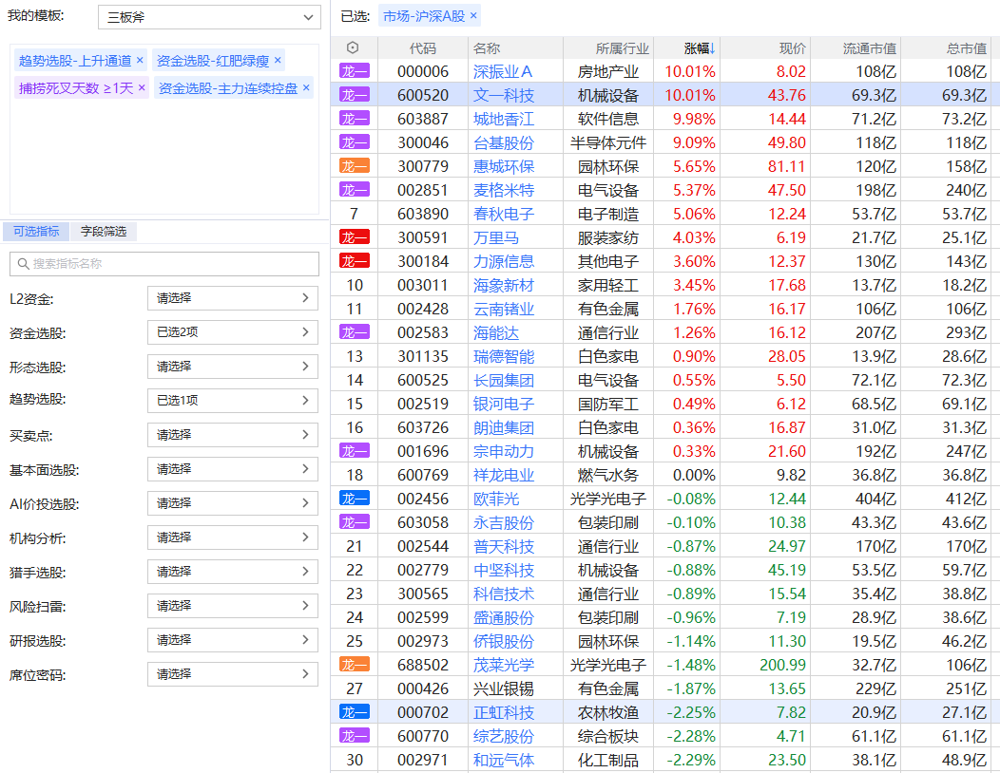 我的模板: 三板斧
趋势选股-上升通道 × 资金选股-红肥绿瘦 ×
捕捞死叉天数 ≥1天 × 资金选股-主力连续控盘 ×
可选指标 字段筛选
搜索指标名称
L2资金: 请选择
资金选股: 已选2项
形态选股: 请选择
趋势选股: 已选1项
买卖点: 请选择
基本面选股: 请选择
AI价投选股: 请选择
机构分析: 请选择
猎手选股: 请选择
风险扫雷: 请选择
研报选股: 请选择
席位密码: 请选择
已选: 市场-沪深A股 ×
代码 名称 所属行业 涨幅↓ 现价 流通市值 总市值
龙一 000006 深振业A 房地产业 10.01% 8.02 108亿 108亿
龙一 600520 文一科技 机械设备 10.01% 43.76 69.3亿 69.3亿
龙一 603887 城地香江 软件信息 9.98% 14.44 71.2亿 73.2亿
龙一 300046 台基股份 半导体元件 9.09% 49.80 118亿 118亿
龙一 300779 惠城环保 园林环保 5.65% 81.11 120亿 158亿
龙一 002851 麦格米特 电气设备 5.37% 47.50 198亿 240亿
7 603890 春秋电子 电子制造 5.06% 12.24 53.7亿 53.7亿
龙一 300591 万里马 服装家纺 4.03% 6.19 21.7亿 25.1亿
龙一 300184 力源信息 其他电子 3.60% 12.37 130亿 143亿
10 003011 海象新材 家用轻工 3.45% 17.68 13.7亿 18.2亿
11 002428 云南锗业 有色金属 1.76% 16.17 106亿 106亿
龙一 002583 海能达 通信行业 1.26% 16.12 207亿 293亿
13 301135 瑞德智能 白色家电 0.90% 28.05 13.9亿 28.6亿
14 600525 长园集团 电气设备 0.55% 5.50 72.1亿 72.3亿
15 002519 银河电子 国防军工 0.49% 6.12 68.5亿 69.1亿
16 603726 朗迪集团 白色家电 0.36% 16.87 31.0亿 31.3亿
龙一 001696 宗申动力 机械设备 0.33% 21.60 192亿 247亿
18 600769 祥龙电业 燃气水务 0.00% 9.82 36.8亿 36.8亿
龙一 002456 欧菲光 光学光电子 -0.08% 12.44 404亿 412亿
龙一 603058 永吉股份 包装印刷 -0.10% 10.38 43.3亿 43.6亿
21 002544 普天科技 通信行业 -0.87% 24.97 170亿 170亿
22 002779 中坚科技 机械设备 -0.88% 45.19 53.5亿 59.7亿
23 300565 科信技术 通信行业 -0.89% 15.54 35.4亿 38.8亿
24 002599 盛通股份 包装印刷 -0.96% 7.19 28.9亿 38.6亿
25 002973 侨银股份 园林环保 -1.14% 11.30 19.5亿 46.2亿
龙一 688502 茂莱光学 光学光电子 -1.48% 200.99 32.7亿 106亿
27 000426 兴业银锡 有色金属 -1.87% 13.65 229亿 251亿
龙一 000702 正虹科技 农林牧渔 -2.25% 7.82 20.9亿 27.1亿
龙一 600770 综艺股份 综合板块 -2.28% 4.71 61.1亿 61.1亿
30 002971 和远气体 化工制品 -2.29% 23.50 38.1亿 48.9亿